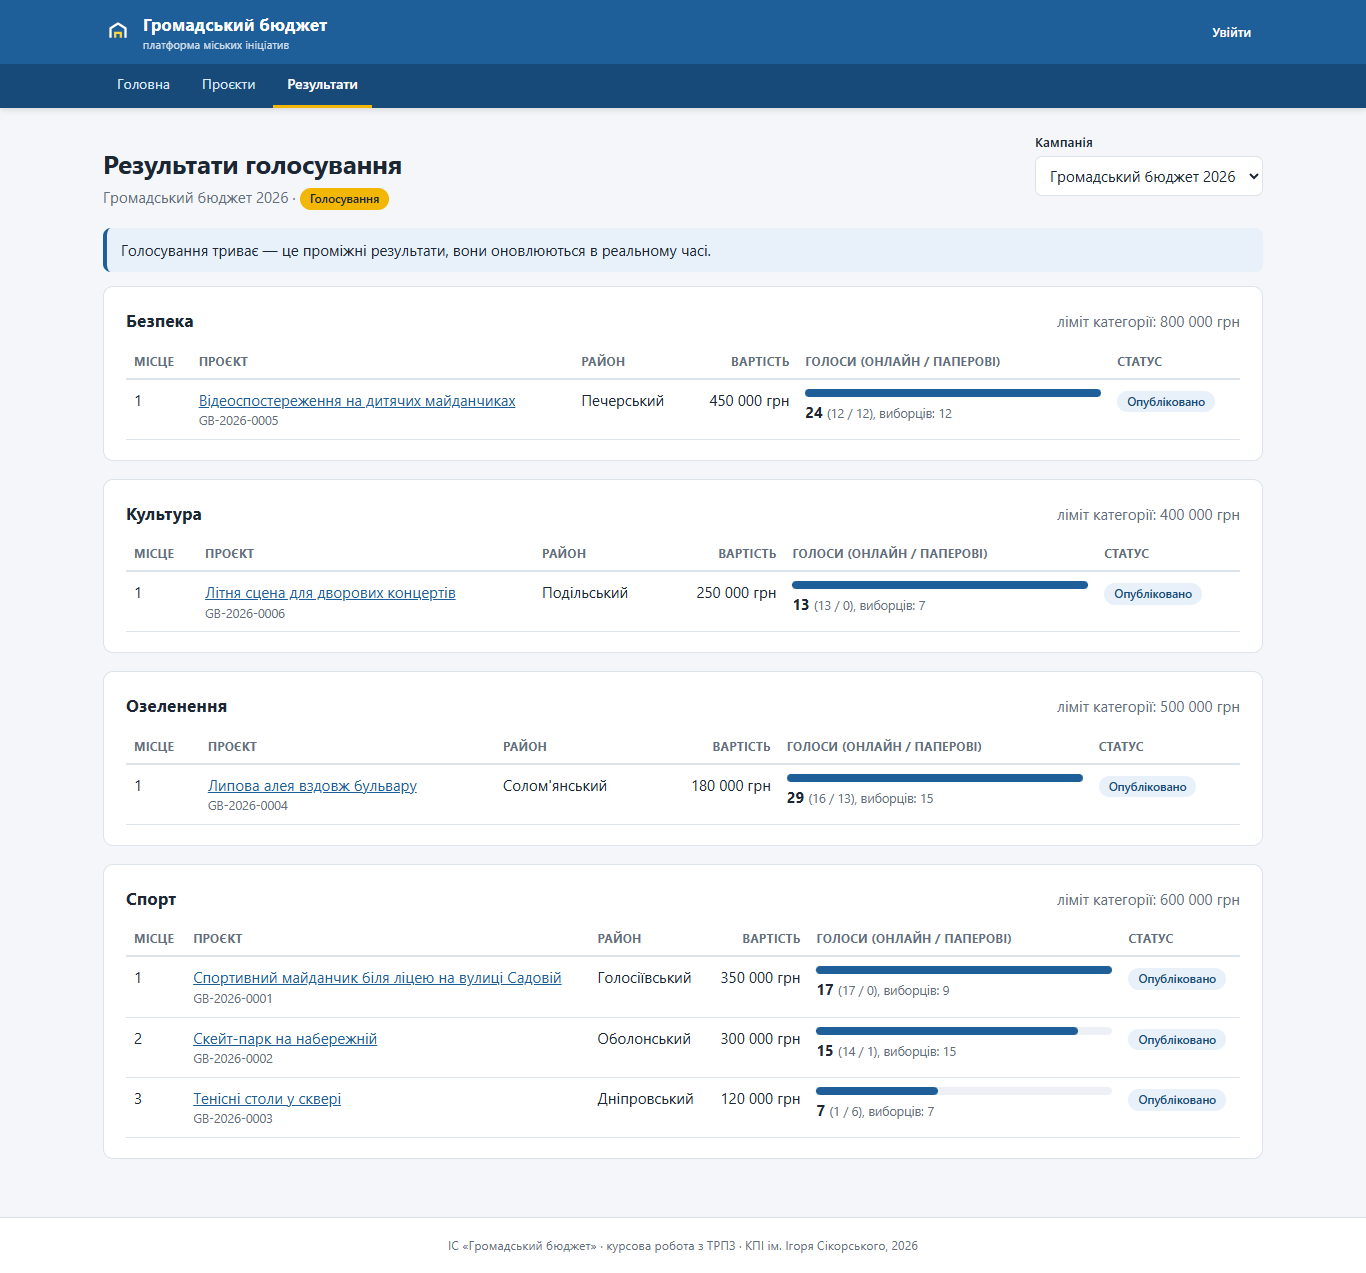 Громадський бюджет
платформа міських ініціатив
Увійти
Головна Проєкти Результати
Результати голосування
Громадський бюджет 2026 · Голосування
Кампанія
Громадський бюджет 2026
Голосування триває — це проміжні результати, вони оновлюються в реальному часі.
Безпека ліміт категорії: 800 000 грн
МІСЦЕ ПРОЄКТ РАЙОН ВАРТІСТЬ ГОЛОСИ (ОНЛАЙН / ПАПЕРОВІ) СТАТУС
1 Відеоспостереження на дитячих майданчиках Печерський 450 000 грн Опубліковано
GB-2026-0005 24 (12 / 12), виборців: 12
Культура ліміт категорії: 400 000 грн
МІСЦЕ ПРОЄКТ РАЙОН ВАРТІСТЬ ГОЛОСИ (ОНЛАЙН / ПАПЕРОВІ) СТАТУС
1 Літня сцена для дворових концертів Подільський 250 000 грн Опубліковано
GB-2026-0006 13 (13 / 0), виборців: 7
Озеленення ліміт категорії: 500 000 грн
МІСЦЕ ПРОЄКТ РАЙОН ВАРТІСТЬ ГОЛОСИ (ОНЛАЙН / ПАПЕРОВІ) СТАТУС
1 Липова алея вздовж бульвару Солом'янський 180 000 грн Опубліковано
GB-2026-0004 29 (16 / 13), виборців: 15
Спорт ліміт категорії: 600 000 грн
МІСЦЕ ПРОЄКТ РАЙОН ВАРТІСТЬ ГОЛОСИ (ОНЛАЙН / ПАПЕРОВІ) СТАТУС
1 Спортивний майданчик біля ліцею на вулиці Садовій Голосіївський 350 000 грн Опубліковано
GB-2026-0001 17 (17 / 0), виборців: 9
2 Скейт-парк на набережній Оболонський 300 000 грн Опубліковано
GB-2026-0002 15 (14 / 1), виборців: 15
3 Тенісні столи у сквері Дніпровський 120 000 грн Опубліковано
GB-2026-0003 7 (1 / 6), виборців: 7
ІС «Громадський бюджет» · курсова робота з ТРПЗ · КПІ ім. Ігоря Сікорського, 2026